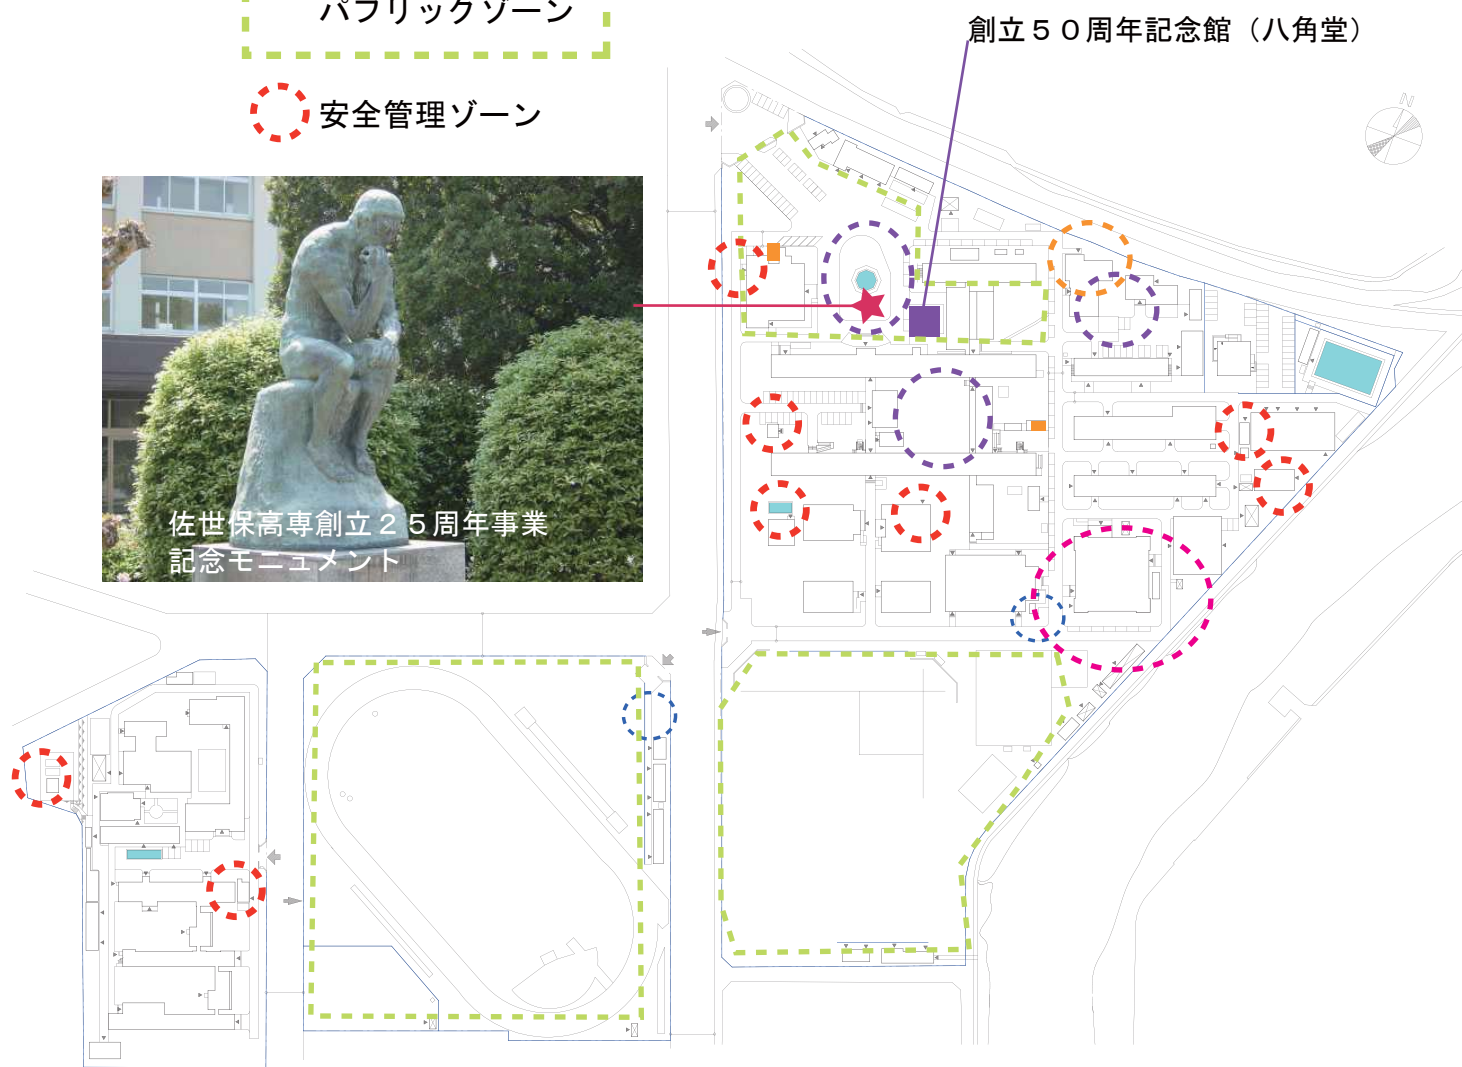 パブリックゾーン
創立５０周年記念館（八角堂）
安全管理ゾーン
N
佐世保高専創立２５周年事業
記念モニュメント